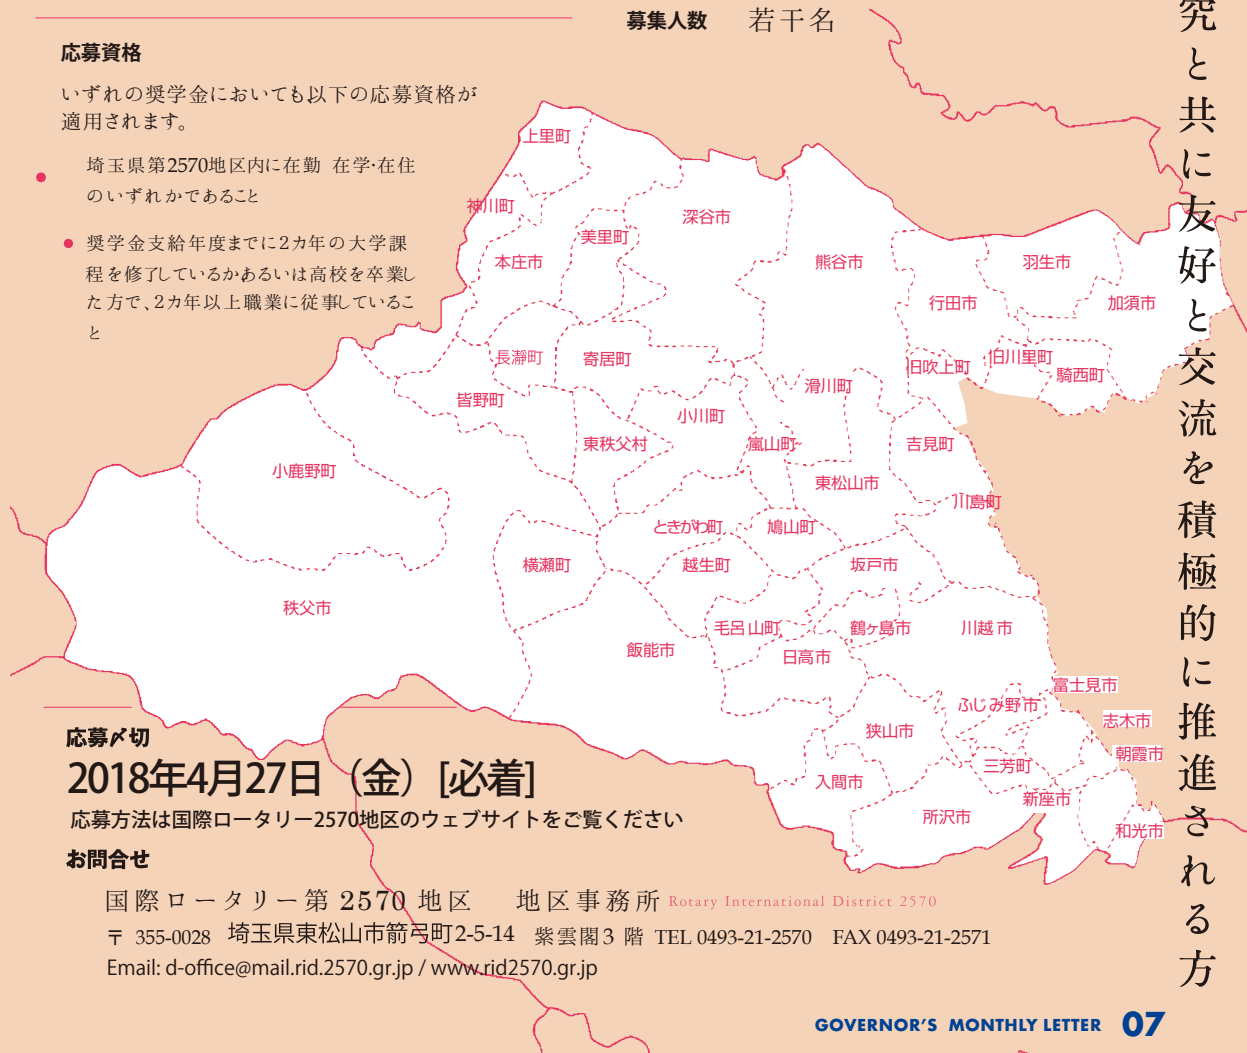 募集人数 若干名
究と共に友好と交流を積極的に推進される方
応募資格
いずれの奨学金においても以下の応募資格が
適用されます。
埼玉県第2570地区内に在勤 在学·在住
のいずれかであること
● 奨学金支給年度までに2カ年の大学課
程を修了しているかあるいは高校を卒業し
た方で、2カ年以上職業に従事しているこ
と
上里町
神川町
美里町
深谷市
本庄市
熊谷市
羽生市
行田市
加須市
長瀞町
寄居町
旧吹上町
旧川里町
騎西町
滑川町
皆野町
小川町
東秩父村
嵐山町
吉見町
小鹿野町
東松山市
川島町
ときがわ町
鳩山町
横瀬町
越生町
坂戸市
秩父市
毛呂山町
鶴ヶ島市
川越市
飯能市
日高市
富士見市
ふじみ野市
志木市
狭山市
朝霞市
三芳町
入間市
新座市
所沢市
和光市
応募〆切
2018年4月27日（金）[必着]
応募方法は国際ロータリー2570地区のウェブサイトをご覧ください
お問合せ
国際ロータリー第 2570 地区 地区事務所 Rotary International District 2570
〒 355-0028 埼玉県東松山市箭弓町2-5-14 紫雲閣3 階 TEL 0493-21-2570 FAX 0493-21-2571
Email: d-office@mail.rid.2570.gr.jp / www.rid2570.gr.jp
GOVERNOR'S MONTHLY LETTER 07